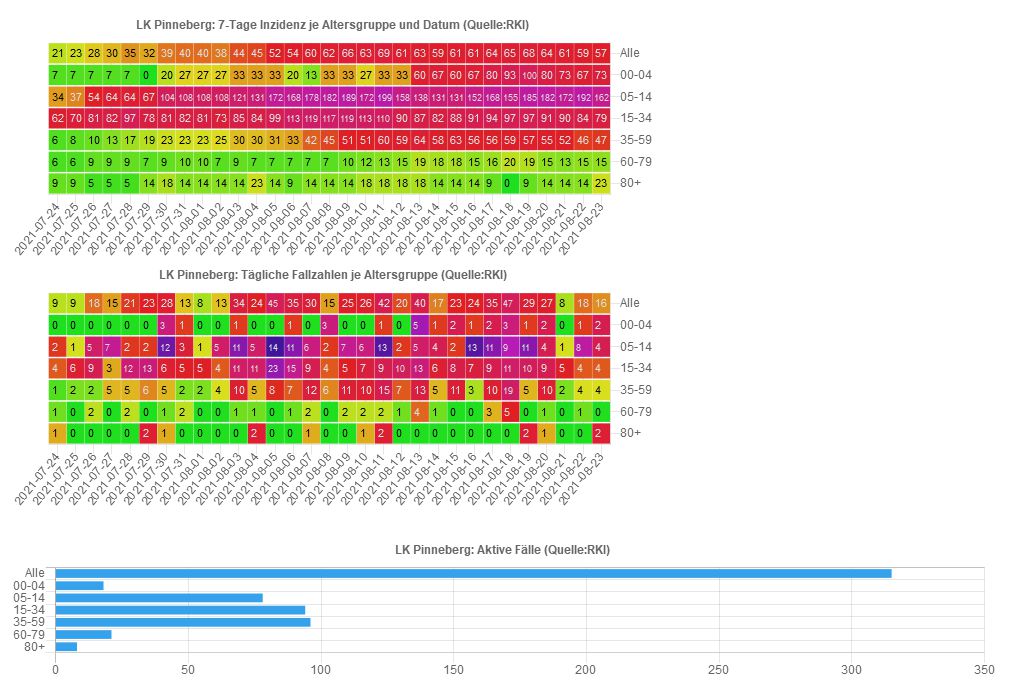 LK Pinneberg: 7-Tage Inzidenz je Altersgruppe und Datum (Quelle:RKI)
21 23 28 30 35 32 39 40 40 38 44 45 52 54 60 62 66 63 69 61 63 59 61 61 64 65 68 64 61 59 57 Alle
7 7 7 7 7 0 20 27 27 27 33 33 33 20 13 33 33 27 33 33 60 67 60 67 80 93 100 80 73 67 73 00-04
34 37 54 64 64 67 104 108 108 108 121 131 172 168 178 182 189 172 199 158 138 131 131 152 168 155 185 182 172 192 162 05-14
62 70 81 82 97 78 81 82 81 73 85 84 99 113 119 117 119 113 110 90 87 82 88 91 94 97 97 91 90 84 79 15-34
6 8 10 13 17 19 23 23 23 25 30 30 31 33 42 45 51 51 60 59 64 58 63 56 56 59 57 55 52 46 47 35-59
6 6 9 9 9 7 9 10 10 7 9 7 7 7 7 7 10 12 13 15 19 18 18 15 16 20 19 15 13 15 15 60-79
9 9 5 5 5 14 18 14 14 14 14 23 14 9 14 14 14 18 18 18 18 14 14 14 9 0 9 14 14 14 23 80+
2021-07-24 2021-07-25 2021-07-26 2021-07-27 2021-07-28 2021-07-29 2021-07-30 2021-07-31 2021-08-01 2021-08-02 2021-08-03 2021-08-04 2021-08-05 2021-08-06 2021-08-07 2021-08-08 2021-08-09 2021-08-10 2021-08-11 2021-08-12 2021-08-13 2021-08-14 2021-08-15 2021-08-16 2021-08-17 2021-08-18 2021-08-19 2021-08-20 2021-08-21 2021-08-22 2021-08-23
LK Pinneberg: Tägliche Fallzahlen je Altersgruppe (Quelle:RKI)
9 9 18 15 21 23 28 13 8 13 34 24 45 35 30 15 25 26 42 20 40 17 23 24 35 47 29 27 8 18 16 Alle
0 0 0 0 0 0 3 1 0 0 1 0 0 1 0 3 0 0 1 0 5 1 2 1 2 3 1 2 0 1 2 00-04
2 1 5 7 2 2 12 3 1 5 11 5 14 11 6 2 7 6 13 2 5 4 2 13 11 9 11 4 1 8 4 05-14
4 6 9 3 12 13 6 5 5 4 11 11 23 15 9 4 5 7 9 10 13 6 8 7 9 11 10 9 5 4 4 15-34
1 2 2 5 5 6 5 2 2 4 10 5 8 7 12 6 11 10 15 7 13 5 11 3 10 19 5 10 2 4 4 35-59
1 0 2 0 2 0 1 2 0 0 1 1 0 1 2 0 2 2 2 1 4 1 0 0 3 5 0 1 0 1 0 60-79
1 0 0 0 0 2 1 0 0 0 0 2 0 0 1 0 0 1 2 0 0 0 0 0 0 0 2 1 0 0 2 80+
2021-07-24 2021-07-25 2021-07-26 2021-07-27 2021-07-28 2021-07-29 2021-07-30 2021-07-31 2021-08-01 2021-08-02 2021-08-03 2021-08-04 2021-08-05 2021-08-06 2021-08-07 2021-08-08 2021-08-09 2021-08-10 2021-08-11 2021-08-12 2021-08-13 2021-08-14 2021-08-15 2021-08-16 2021-08-17 2021-08-18 2021-08-19 2021-08-20 2021-08-21 2021-08-22 2021-08-23
LK Pinneberg: Aktive Fälle (Quelle:RKI)
Alle
00-04
05-14
15-34
35-59
60-79
80+
0 50 100 150 200 250 300 350